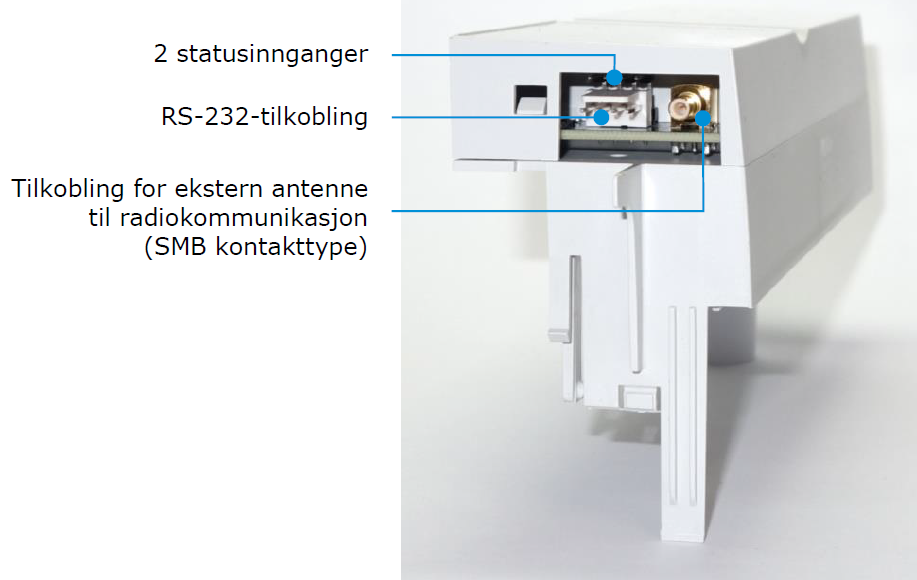 2 statusinnganger
RS-232-tilkobling
Tilkobling for ekstern antenne
til radiokommunikasjon
(SMB kontakttype)